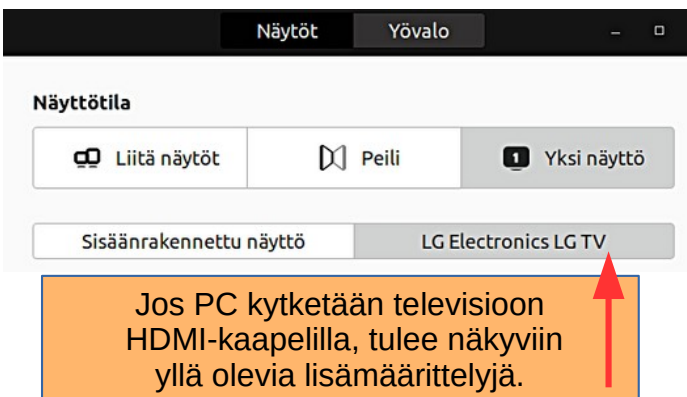 Näytöt Yövalo
Näyttötila
Liitä näytöt Peili 1 Yksi näyttö
Sisäänrakennettu näyttö LG Electronics LG TV
Jos PC kytketään televisioon
HDMI-kaapelilla, tulee näkyviin
yllä olevia lisämäärittelyjä.